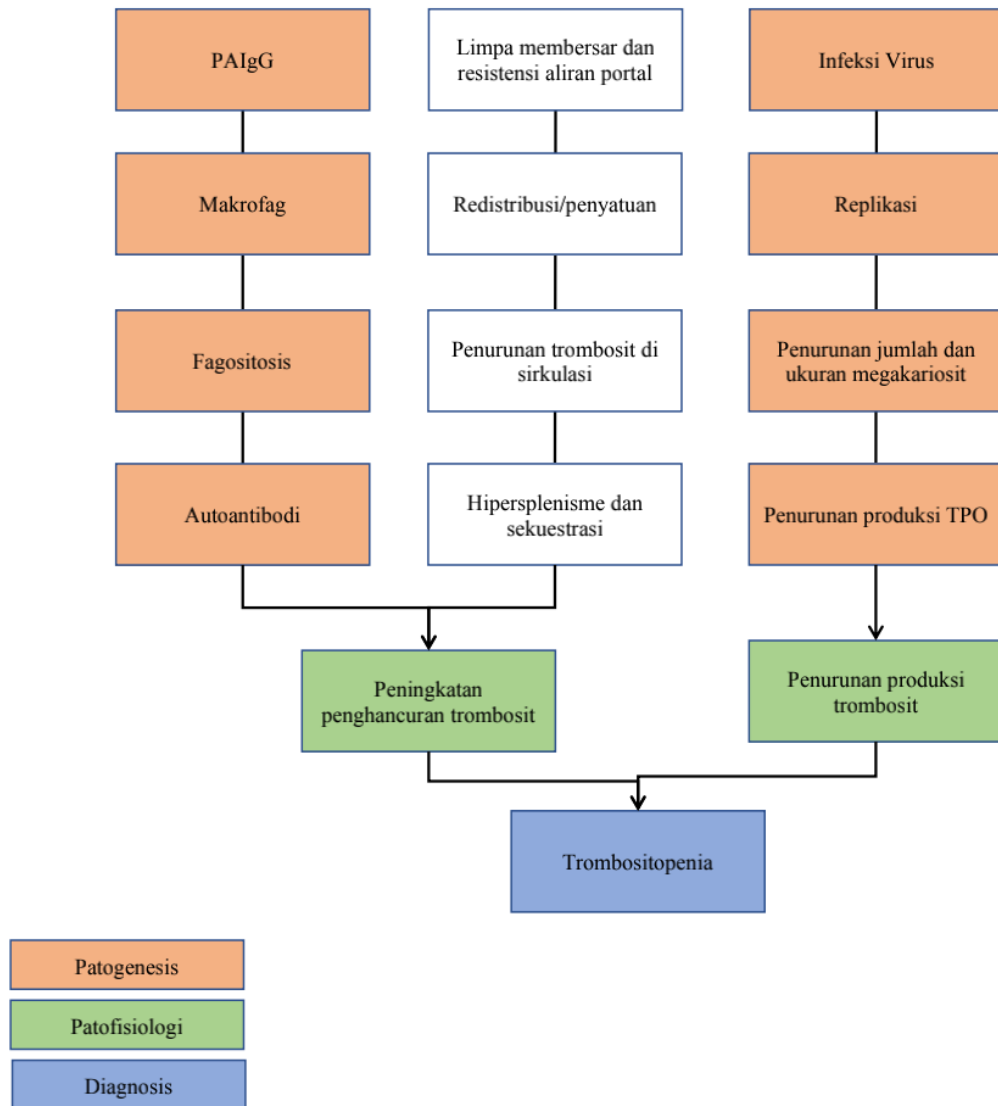 PAIgG
Limpa membersar dan
resistensi aliran portal
Infeksi Virus
Makrofag
Redistribusi/penyatuan
Replikasi
Fagositosis
Penurunan trombosit di
sirkulasi
Penurunan jumlah dan
ukuran megakariosit
Autoantibodi
Hipersplenisme dan
sekuestrasi
Penurunan produksi TPO
Peningkatan
penghancuran trombosit
Penurunan produksi
trombosit
Trombositopenia
Patogenesis
Patofisiologi
Diagnosis